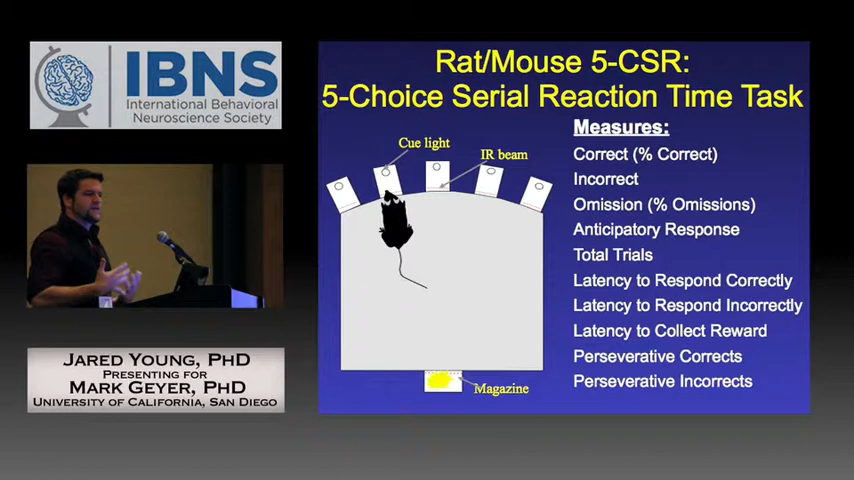 IBNS
International Behavioral
Neuroscience Society
JARED YOUNG, PHD
PRESENTING FOR
MARK GEYER, PHD
UNIVERSITY OF CALIFORNIA, SAN DIEGO
Rat/Mouse 5-CSR:
5-Choice Serial Reaction Time Task
Cue light
IR beam
Magazine
Measures:
Correct (% Correct)
Incorrect
Omission (% Omissions)
Anticipatory Response
Total Trials
Latency to Respond Correctly
Latency to Respond Incorrectly
Latency to Collect Reward
Perseverative Corrects
Perseverative Incorrects